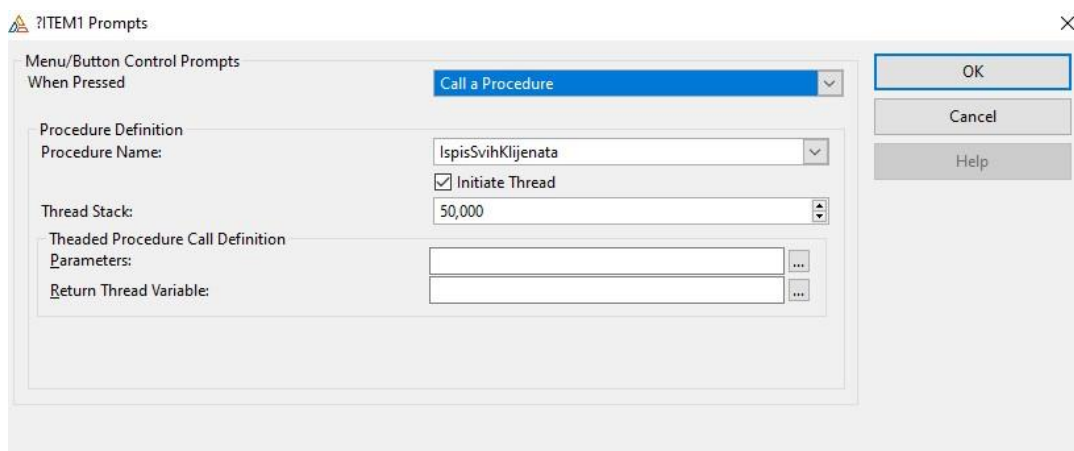 ?ITEM1 Prompts
Menu/Button Control Prompts
When Pressed Call a Procedure
OK
Cancel
Help
Procedure Definition
Procedure Name: IspisSvihKlijenata
Initiate Thread
Thread Stack: 50,000
Theaded Procedure Call Definition
Parameters: ...
Return Thread Variable: ...